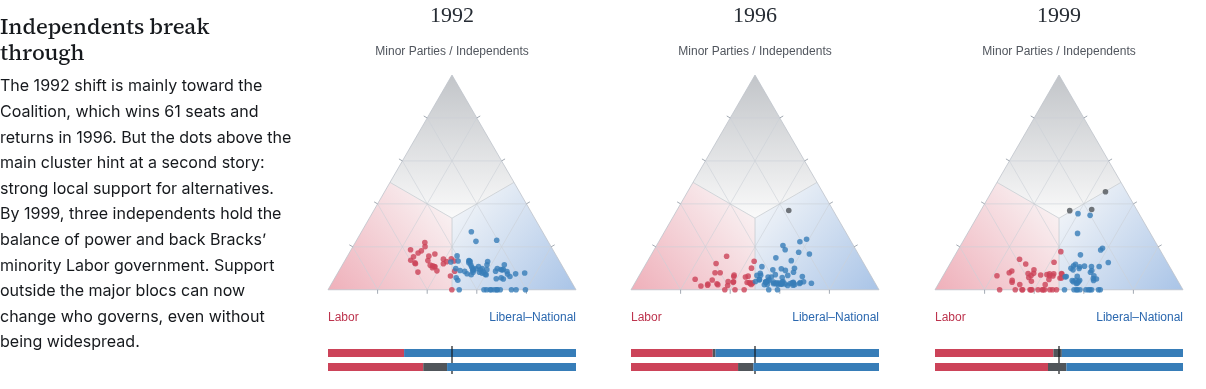 Independents break
through
The 1992 shift is mainly toward the
Coalition, which wins 61 seats and
returns in 1996. But the dots above the
main cluster hint at a second story:
strong local support for alternatives.
By 1999, three independents hold the
balance of power and back Bracks’
minority Labor government. Support
outside the major blocs can now
change who governs, even without
being widespread.
1992
Minor Parties / Independents
Labor
Liberal–National
1996
Minor Parties / Independents
Labor
Liberal–National
1999
Minor Parties / Independents
Labor
Liberal–National